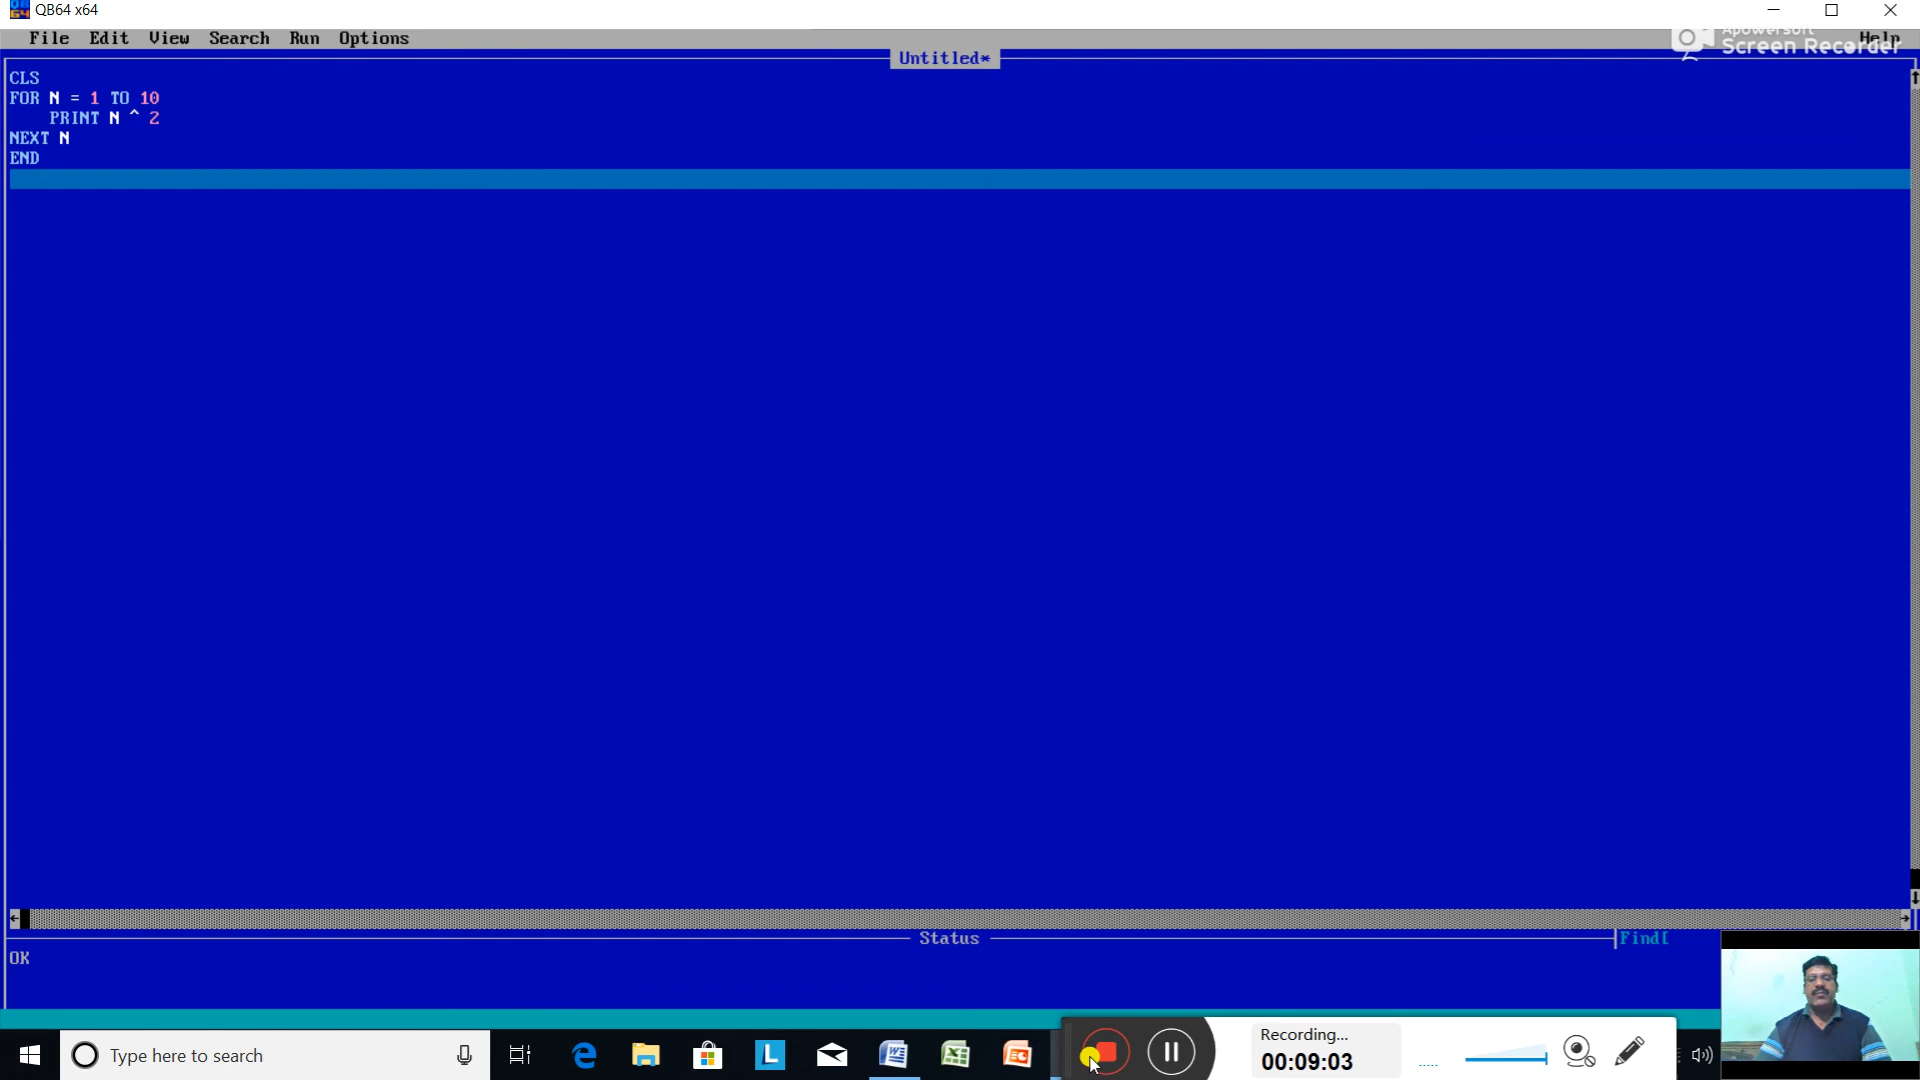 QB64 x64
File Edit View Search Run Options Help
Apowersoft
Screen Recorder
Untitled*
CLS
FOR N = 1 TO 10
PRINT N ^ 2
NEXT N
END
Status
Find[
OK
Type here to search
L
Recording...
00:09:03